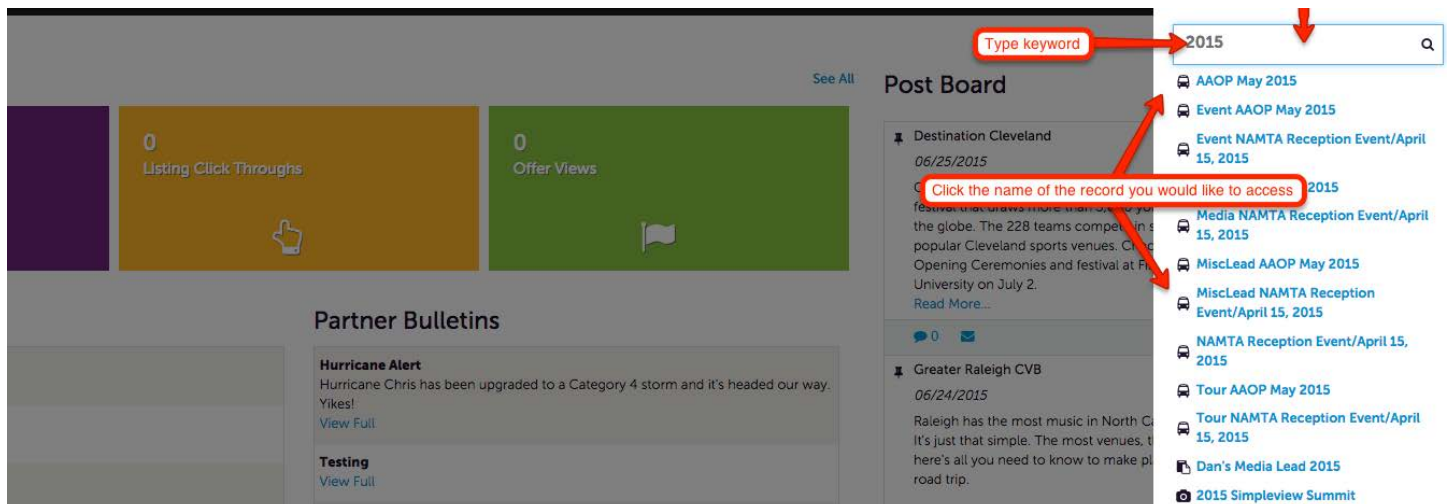 Type keyword
2015
See All
Post Board
AAOP May 2015
Event AAOP May 2015
Event NAMTA Reception Event/April
15, 2015
2015
Media NAMTA Reception Event/April
15, 2015
MiscLead AAOP May 2015
MiscLead NAMTA Reception
Event/April 15, 2015
NAMTA Reception Event/April 15,
2015
Tour AAOP May 2015
Tour NAMTA Reception Event/April
15, 2015
Dan's Media Lead 2015
2015 Simpleview Summit
Click the name of the record you would like to access
0
Listing Click Throughs
0
Offer Views
Destination Cleveland
06/25/2015
festival that draws more than
the globe. The 228 teams compete in
popular Cleveland sports venues.
Opening Ceremonies and festival at
University on July 2.
Read More...
0
Greater Raleigh CVB
06/24/2015
Raleigh has the most music in North
It's just that simple. The most venues,
here's all you need to know to make
road trip.
Partner Bulletins
Hurricane Alert
Hurricane Chris has been upgraded to a Category 4 storm and it's headed our way.
Yikes!
View Full
Testing
View Full